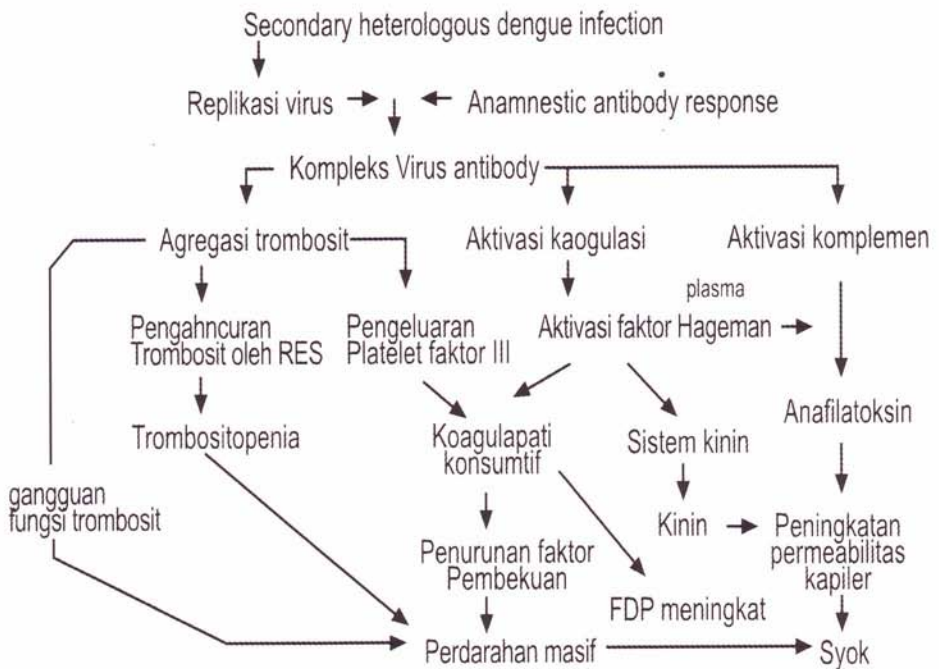 Secondary heterologous dengue infection
Replikasi virus
Anamnestic antibody response
Kompleks Virus antibody
Agregasi trombosit
Aktivasi kaogulasi
Aktivasi komplemen
plasma
Pengahncuran
Trombosit oleh RES
Pengeluaran
Platelet faktor III
Aktivasi faktor Hageman
Trombositopenia
Koagulapati
konsumtif
Sistem kinin
Anafilatoksin
gangguan
fungsi trombosit
Kinin
Peningkatan
permeabilitas
kapiler
Penurunan faktor
Pembekuan
FDP meningkat
Perdarahan masif
Syok